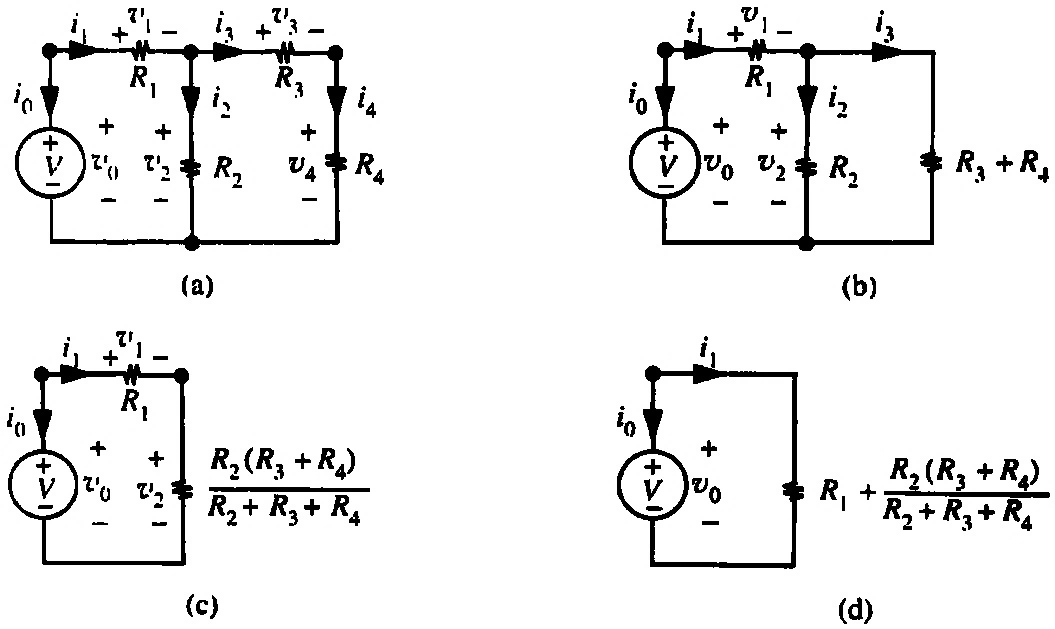 i₁ + v₁ − i₃ + v₃ −
R₁ R₃
i₀ i₂ i₄
+ V − + v₀ − + v₂ − R₂ + v₄ − R₄
(a)
i₁ + v₁ − i₃
R₁
i₀ i₂
+ V − + v₀ − + v₂ − R₂ R₃ + R₄
(b)
i₁ + v₁ −
R₁
i₀
+ V − + v₀ − + v₂ − R₂(R₃ + R₄)
R₂ + R₃ + R₄
(c)
i₁
i₀
+ V − + v₀ − R₁ + R₂(R₃ + R₄)
R₂ + R₃ + R₄
(d)